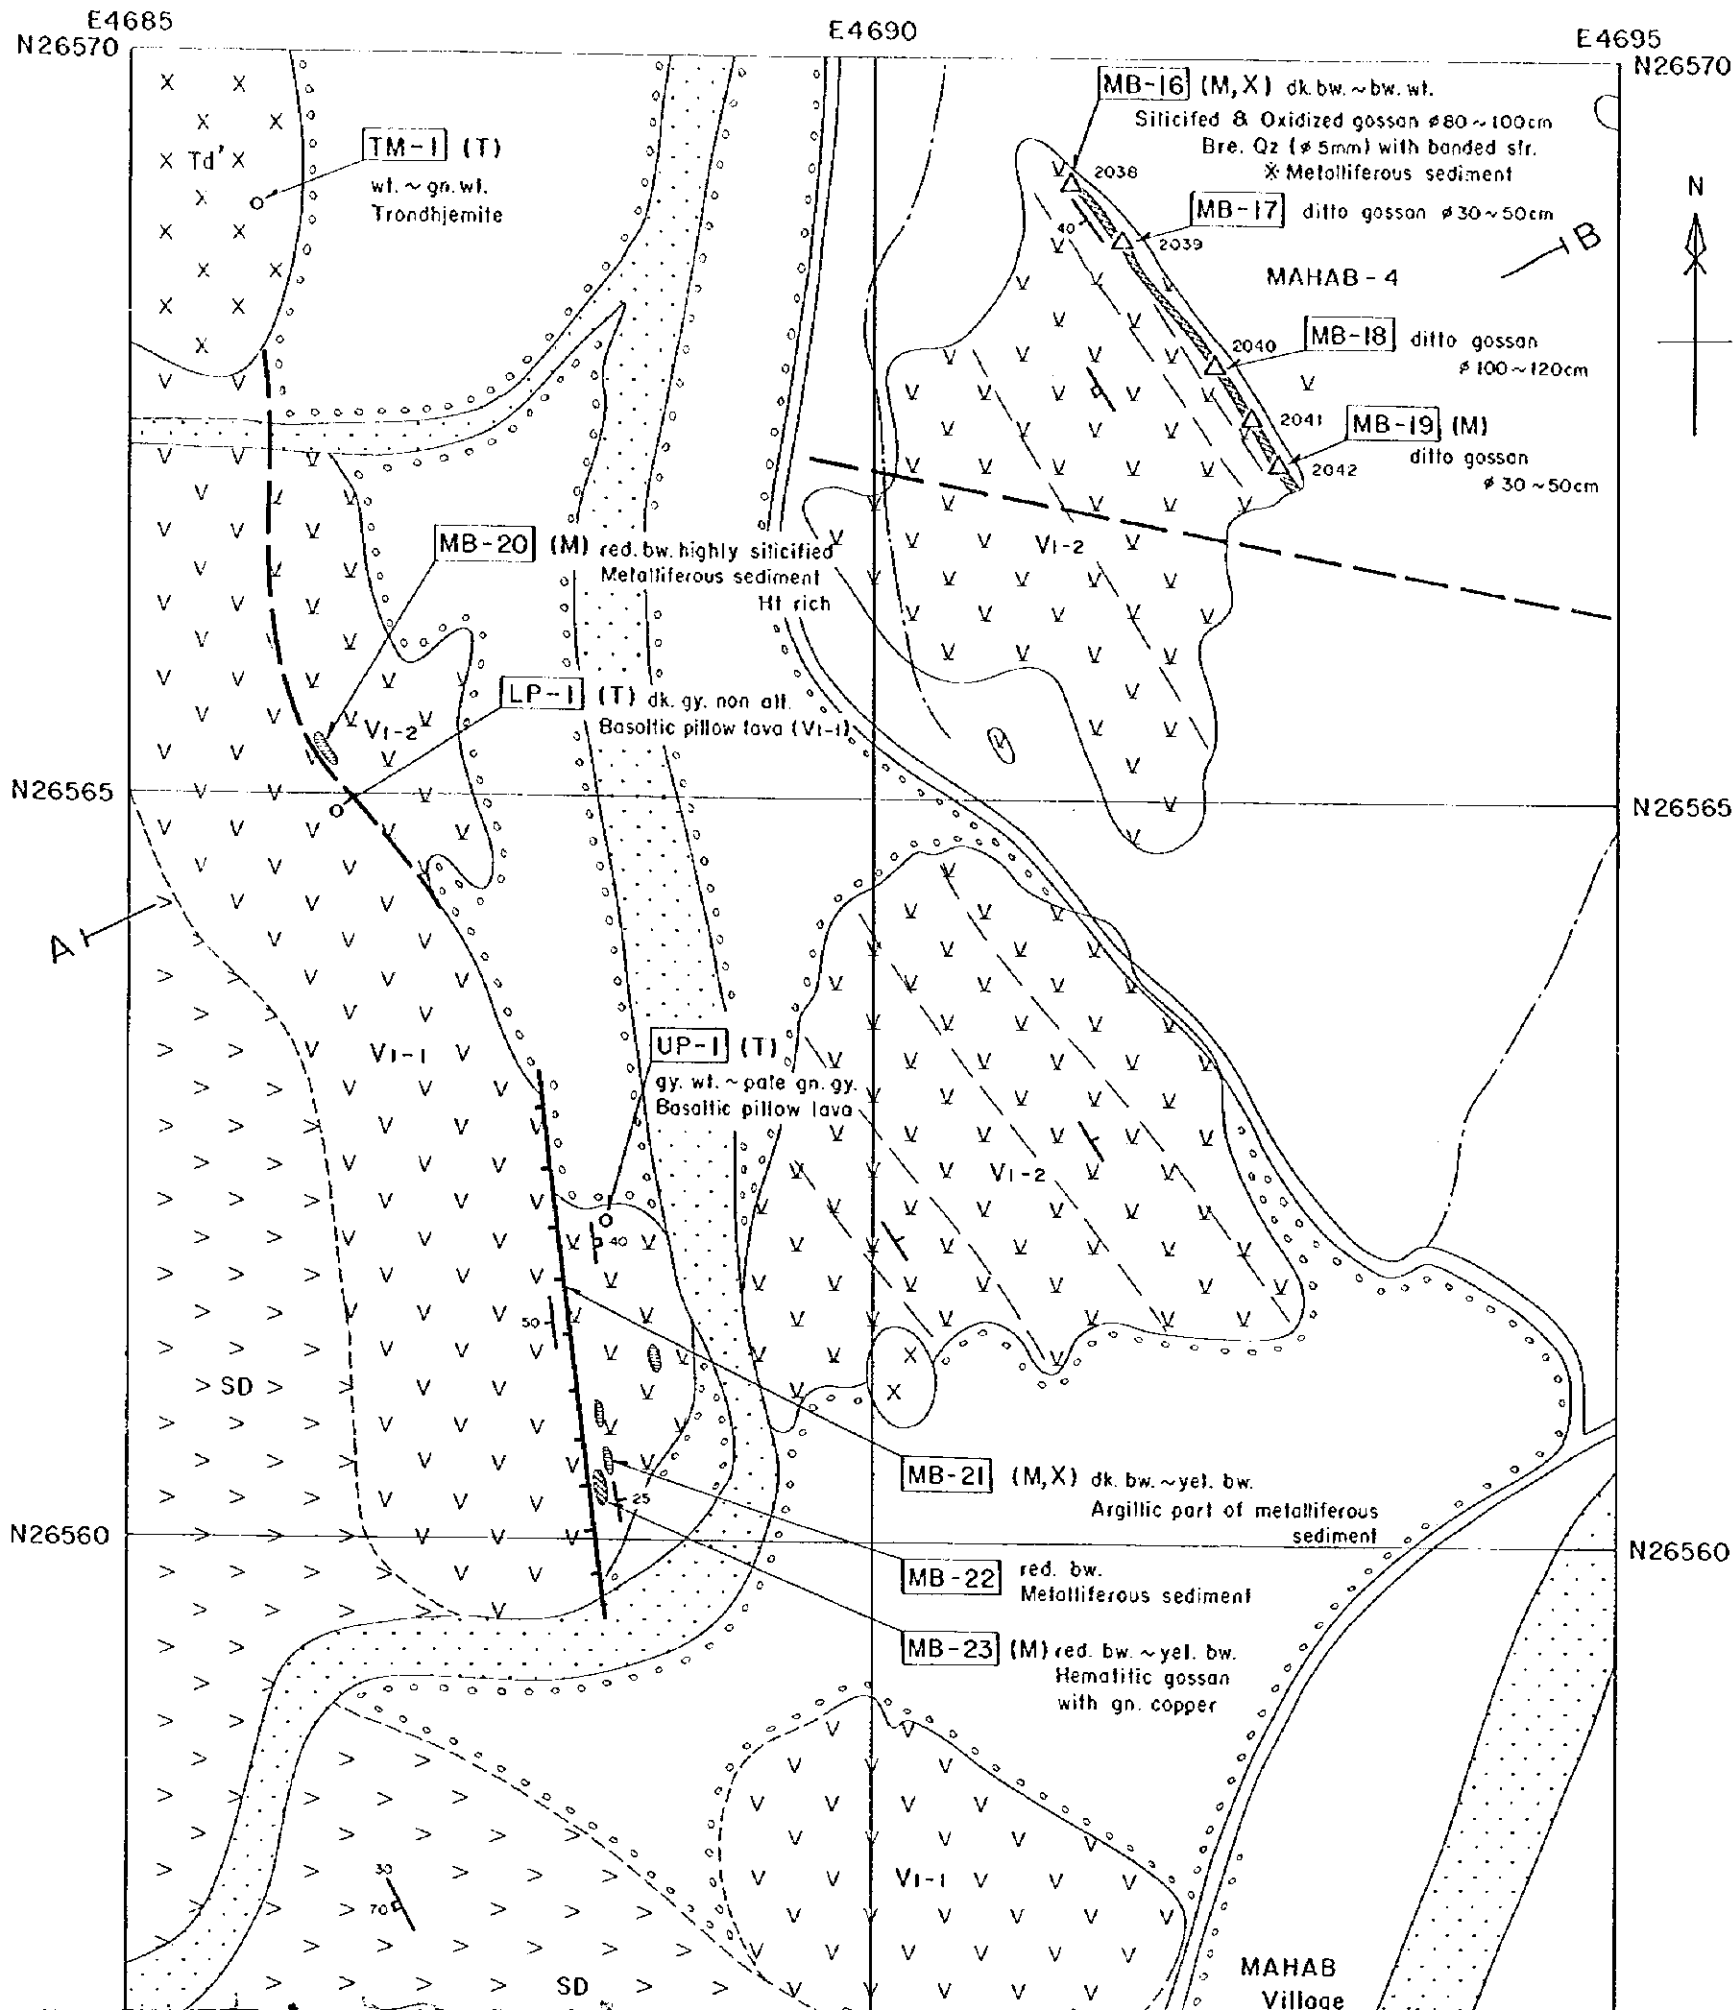 E4685
E4690
E4695
N26570
N26570
MB-16 (M,X) dk. bw. ~ bw. wt.
Silicifed & Oxidized gossan ø80~100cm
Bre. Qz (ø 5mm) with banded str.
※ Metalliferous sediment
TM-1 (T)
wt. ~ gn. wt.
Trondhjemite
Td'
2038
MB-17 ditto gossan ø30~50cm
40
2039
B
N
MAHAB-4
2040
MB-18 ditto gossan
ø 100~120cm
2041
MB-19 (M)
ditto gossan
ø 30~50cm
2042
MB-20 (M) red. bw. highly silicified
Metalliferous sediment
Ht rich
V1-2
LP-1 (T) dk. gy. non alt.
Basaltic pillow lava (V1-1)
V1-2
N26565
N26565
A
V1-1
UP-1 (T)
gy. wt. ~ pale gn. gy.
Basaltic pillow lava
V1-2
40
50
SD
MB-21 (M,X) dk. bw. ~ yel. bw.
Argillic part of metalliferous
sediment
25
N26560
N26560
MB-22 red. bw.
Metalliferous sediment
MB-23 (M) red. bw. ~ yel. bw.
Hematitic gossan
with gn. copper
30
70
V1-1
SD
MAHAB
Village